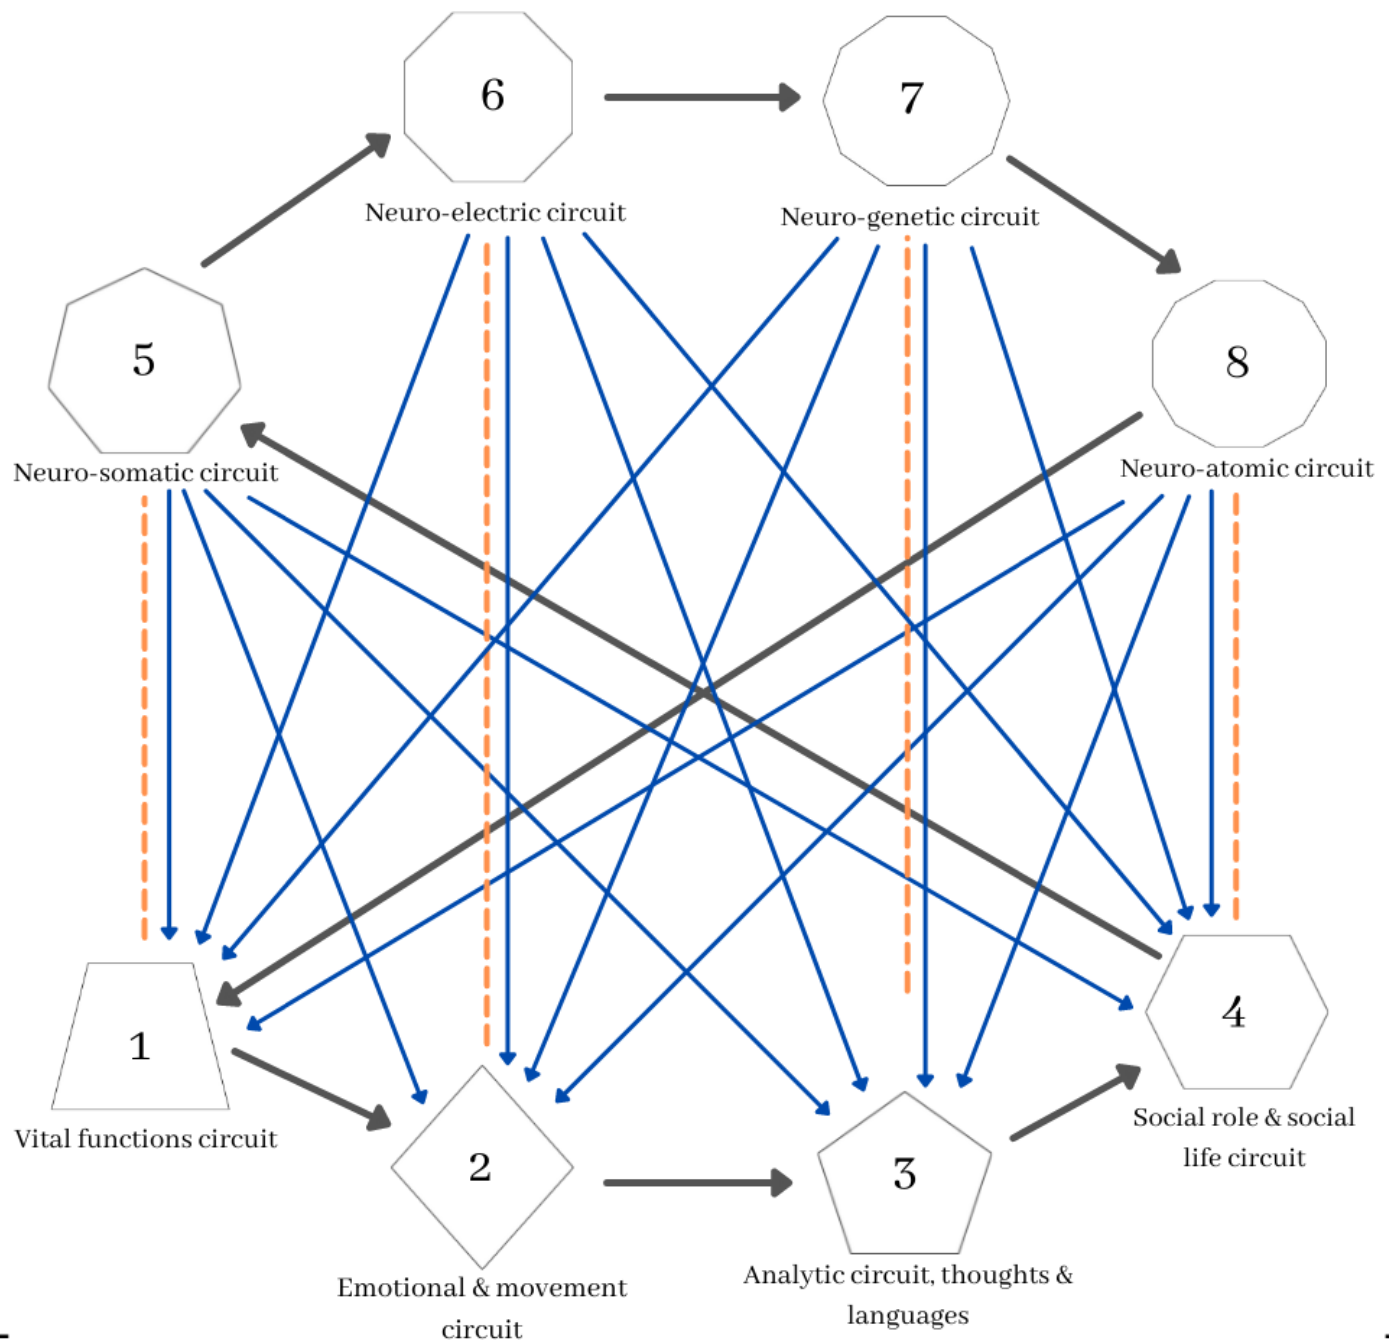 6
7
Neuro-electric circuit
Neuro-genetic circuit
5
8
Neuro-somatic circuit
Neuro-atomic circuit
1
4
Vital functions circuit
Social role & social
life circuit
2
3
Emotional & movement
circuit
Analytic circuit, thoughts &
languages